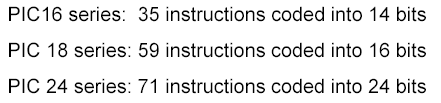 PIC16 series: 35 instructions coded into 14 bits
PIC 18 series: 59 instructions coded into 16 bits
PIC 24 series: 71 instructions coded into 24 bits